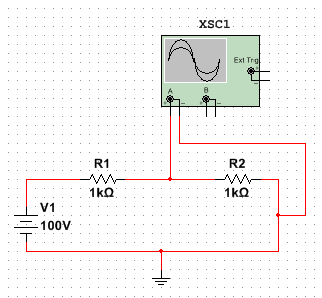 XSC1
Ext Trig
+
_
A
B
+ _
+ _
R1
R2
1kΩ
1kΩ
V1
100V